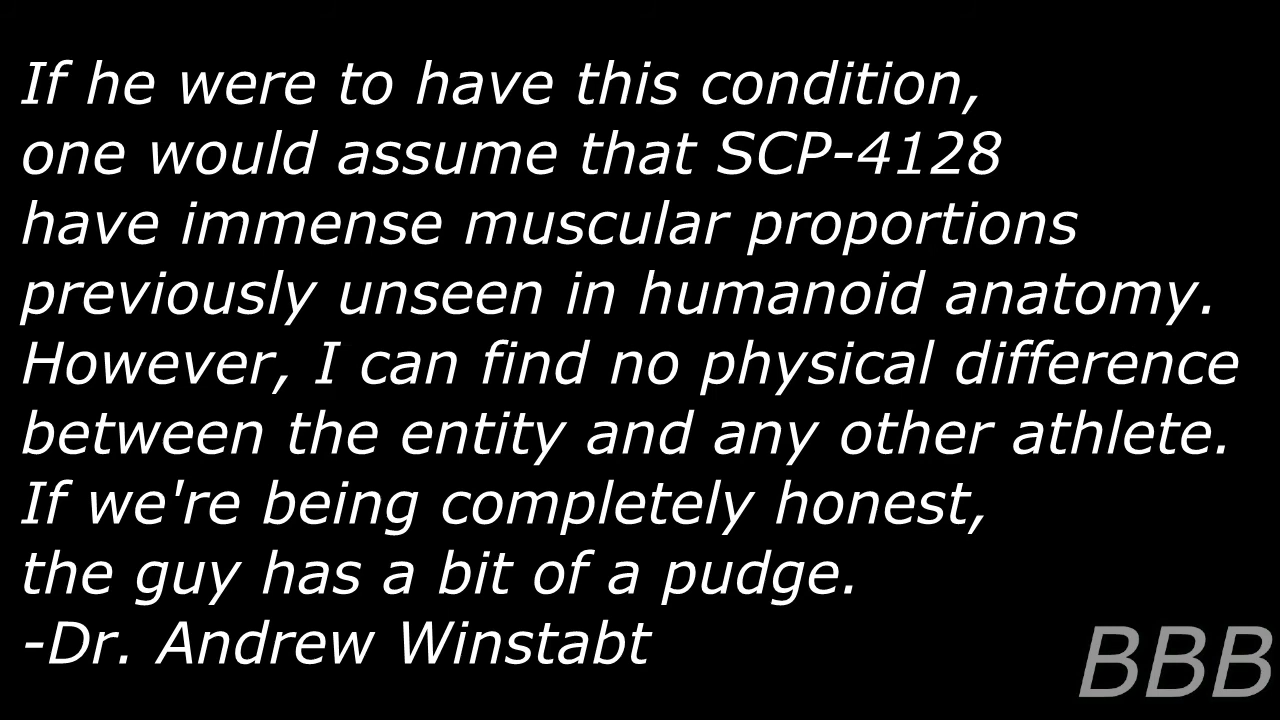 If he were to have this condition,
one would assume that SCP-4128
have immense muscular proportions
previously unseen in humanoid anatomy.
However, I can find no physical difference
between the entity and any other athlete.
If we're being completely honest,
the guy has a bit of a pudge.
-Dr. Andrew Winstabt
BBB